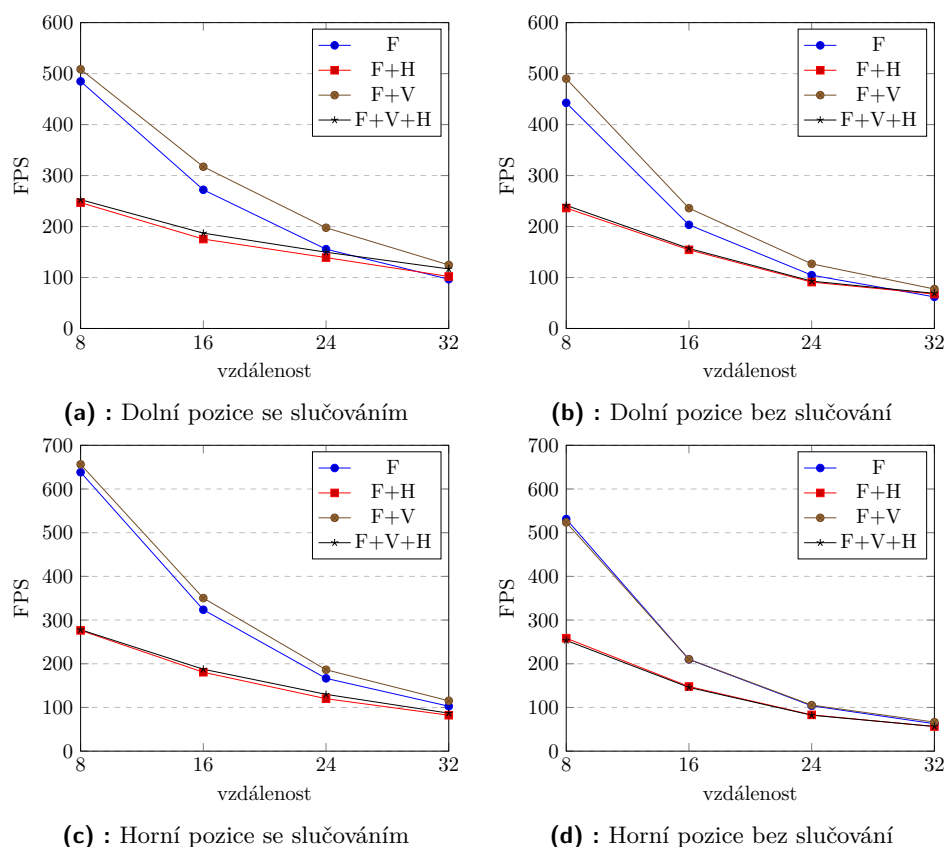 600
500
400
300
200
100
0
FPS
8
16
24
32
vzdálenost
F
F+H
F+V
F+V+H
(a) : Dolní pozice se slučováním
600
500
400
300
200
100
0
FPS
8
16
24
32
vzdálenost
F
F+H
F+V
F+V+H
(b) : Dolní pozice bez slučování
700
600
500
400
300
200
100
0
FPS
8
16
24
32
vzdálenost
F
F+H
F+V
F+V+H
(c) : Horní pozice se slučováním
700
600
500
400
300
200
100
0
FPS
8
16
24
32
vzdálenost
F
F+H
F+V
F+V+H
(d) : Horní pozice bez slučování